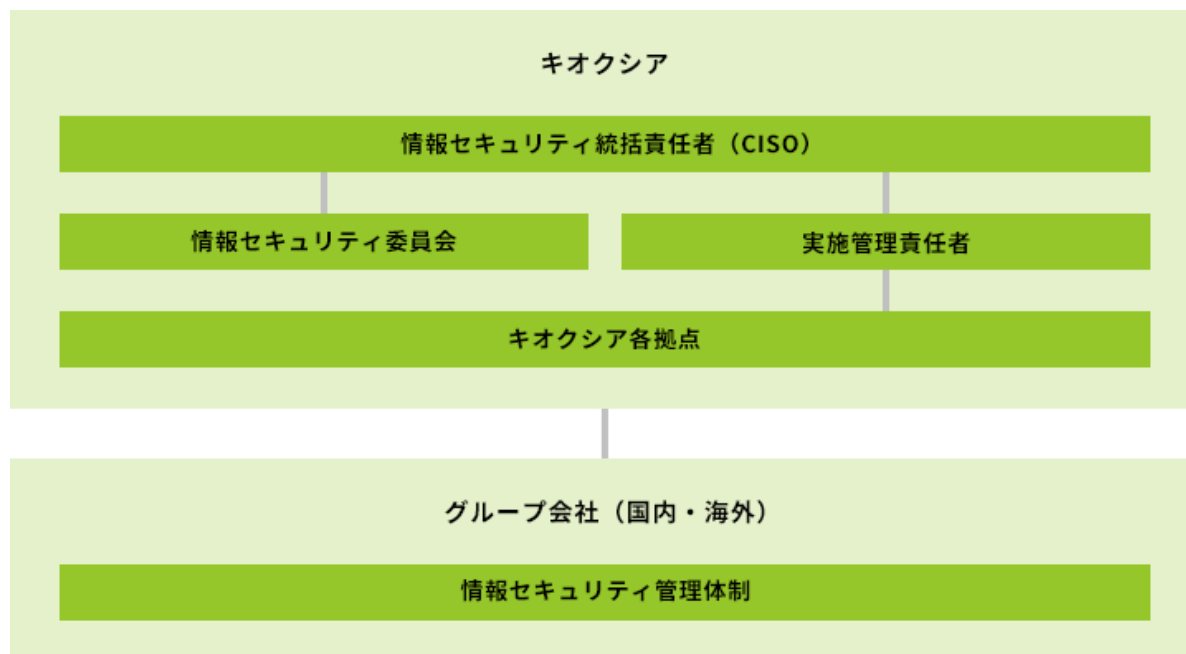 キオクシア
情報セキュリティ統括責任者（CISO）
情報セキュリティ委員会
実施管理責任者
キオクシア各拠点
グループ会社（国内・海外）
情報セキュリティ管理体制